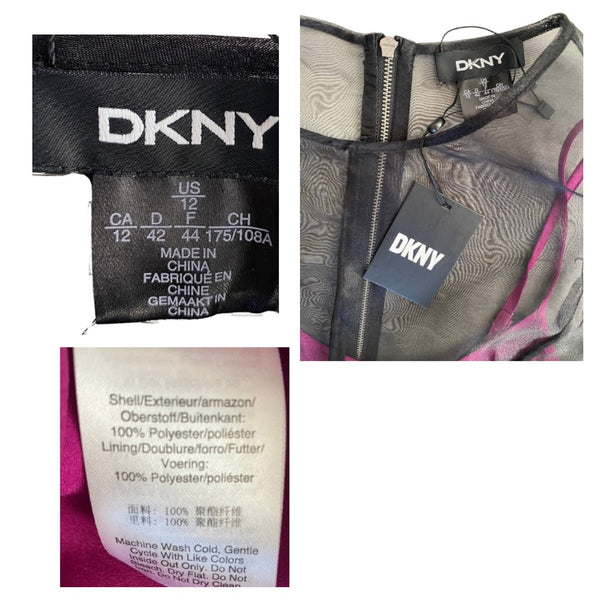 DKNY
US
12
CA D F CH
12 42 44 175/108A
MADE IN
CHINA
FABRIQUÉ EN
CHINE
GEMAAKT IN
CHINA
DKNY
MADE IN
CHINA
DKNY
Shell/Exterieur/armazon/
Oberstoff/Buitenkant:
100% Polyester/poliéster
Lining/Doublure/forro/Futter/
Voering:
100% Polyester/poliéster
面料: 100% 聚酯纤维
里料: 100% 聚酯纤维
Machine Wash Cold, Gentle
Cycle With Like Colors
Inside Out Only. Do Not
Bleach. Dry Flat. Do Not
Iron. Do Not Dry Clean